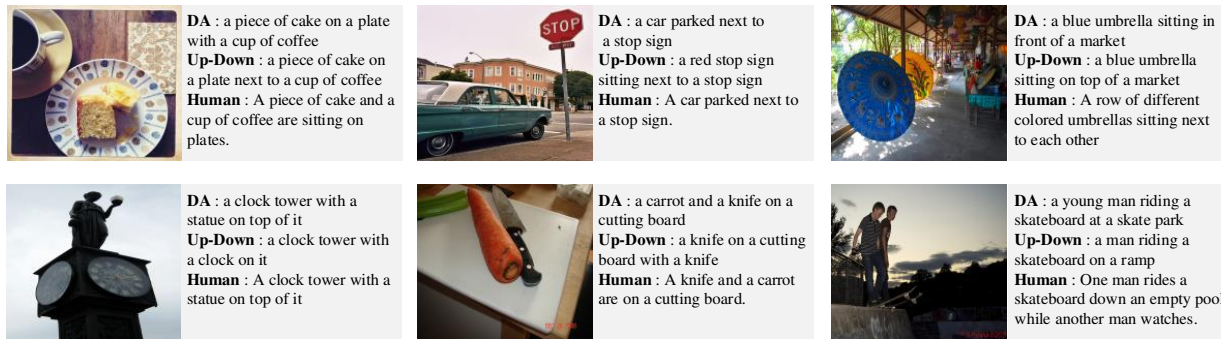 DA : a piece of cake on a plate
with a cup of coffee
Up-Down : a piece of cake on
a plate next to a cup of coffee
Human : A piece of cake and a
cup of coffee are sitting on
plates.
STOP
DA : a car parked next to
a stop sign
Up-Down : a red stop sign
sitting next to a stop sign
Human : A car parked next to
a stop sign.
DA : a blue umbrella sitting in
front of a market
Up-Down : a blue umbrella
sitting on top of a market
Human : A row of different
colored umbrellas sitting next
to each other
DA : a clock tower with a
statue on top of it
Up-Down : a clock tower with
a clock on it
Human : A clock tower with a
statue on top of it
DA : a carrot and a knife on a
cutting board
Up-Down : a knife on a cutting
board with a knife
Human : A knife and a carrot
are on a cutting board.
DA : a young man riding a
skateboard at a skate park
Up-Down : a man riding a
skateboard on a ramp
Human : One man rides a
skateboard down an empty pool
while another man watches.